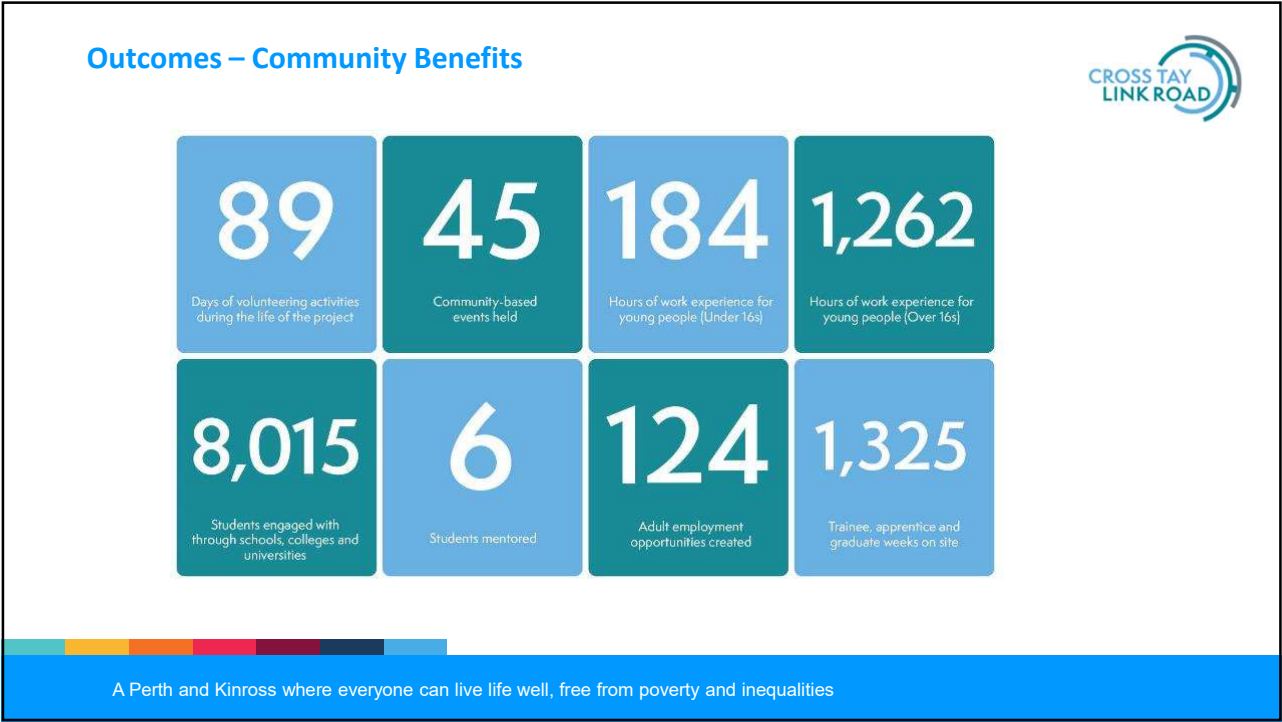 Outcomes – Community Benefits
CROSS TAY
LINK ROAD
89
Days of volunteering activities
during the life of the project
45
Community-based
events held
184
Hours of work experience for
young people (Under 16s)
1,262
Hours of work experience for
young people (Over 16s)
8,015
Students engaged with
through schools, colleges and
universities
6
Students mentored
124
Adult employment
opportunities created
1,325
Trainee, apprentice and
graduate weeks on site
A Perth and Kinross where everyone can live life well, free from poverty and inequalities